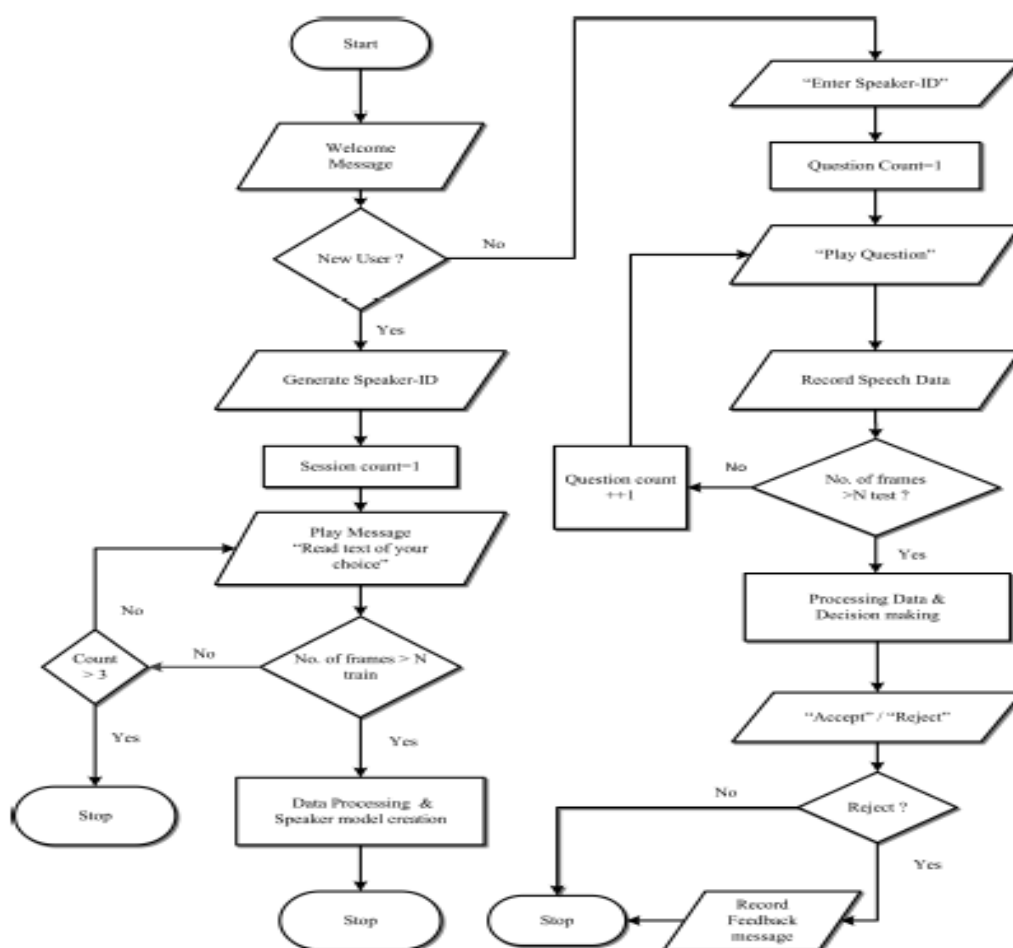 Start
Welcome
Message
New User ?
No
Yes
Generate Speaker-ID
Session count=1
Play Message
“Read text of your
choice”
No. of frames > N
train
No
Count
> 3
No
Yes
Stop
Yes
Data Processing &
Speaker model creation
Stop
“Enter Speaker-ID”
Question Count=1
“Play Question”
Record Speech Data
No. of frames
>N test ?
No
Question count
++1
Yes
Processing Data &
Decision making
“Accept” / “Reject”
Reject ?
No
Yes
Record
Feedback
message
Stop